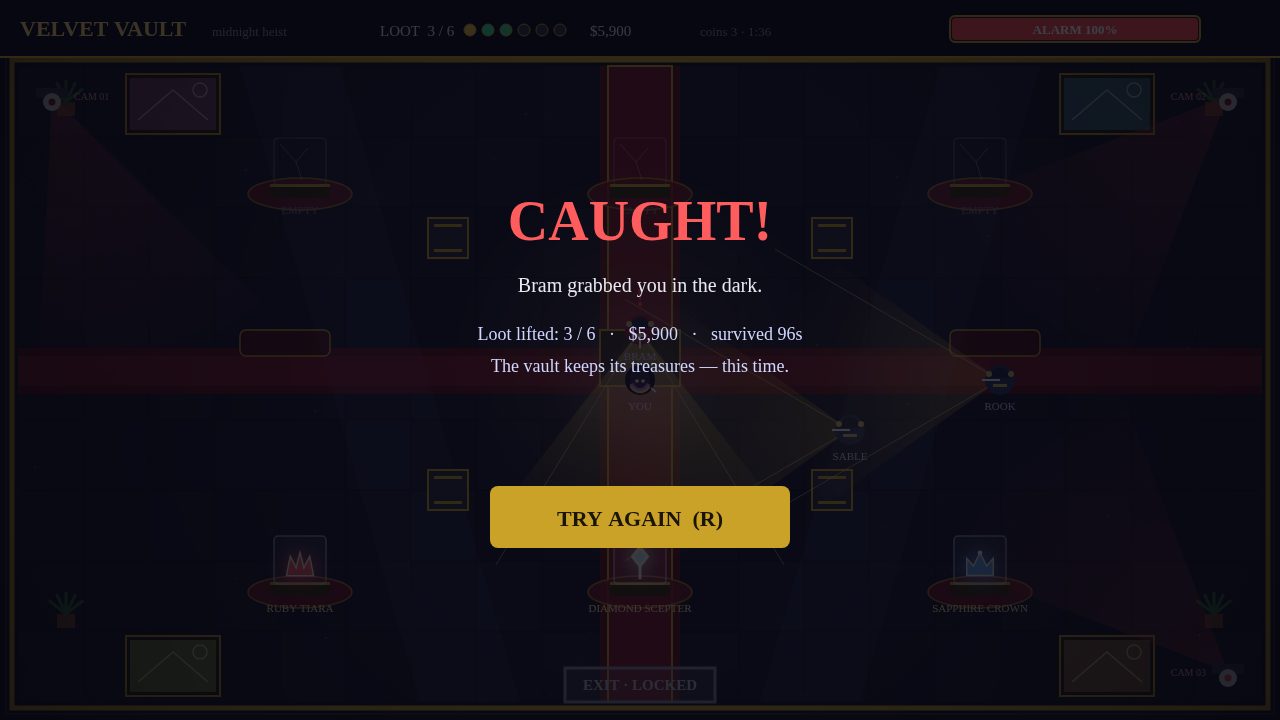 VELVET VAULT midnight heist LOOT 3 / 6 $5,900 coins 3 · 1:36 ALARM 100%
CAM 01
CAM 02
EMPTY
EMPTY
CAUGHT!
Bram grabbed you in the dark.
Loot lifted: 3 / 6 · $5,900 · survived 96s
BRAM
The vault keeps its treasures — this time.
YOU
ROOK
SABLE
TRY AGAIN (R)
RUBY TIARA
DIAMOND SCEPTER
SAPPHIRE CROWN
CAM 03
EXIT · LOCKED